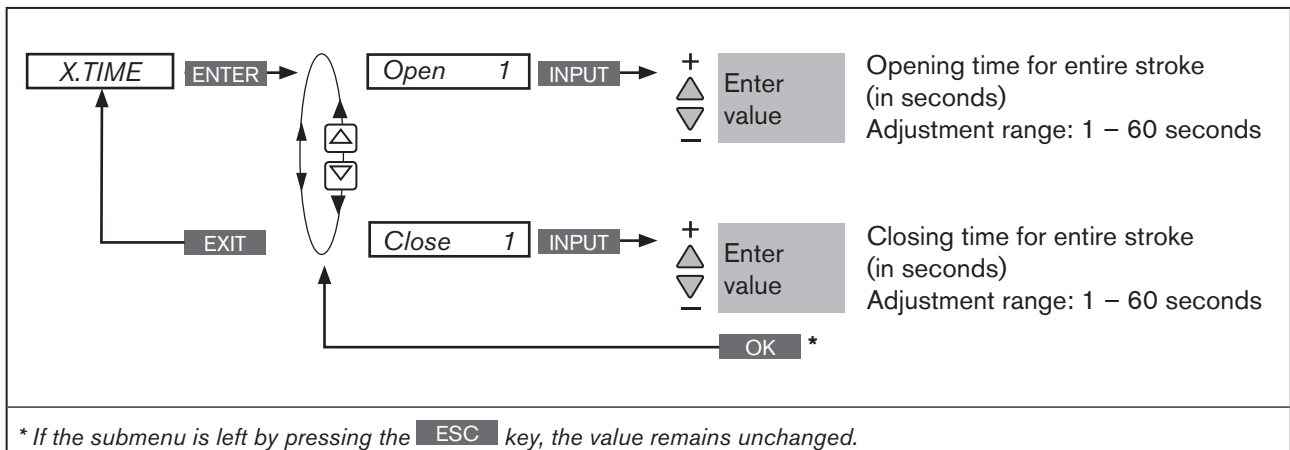 X.TIME ENTER Open 1 INPUT + Enter value − Opening time for entire stroke
(in seconds)
Adjustment range: 1 – 60 seconds
EXIT Close 1 INPUT + Enter value − Closing time for entire stroke
(in seconds)
Adjustment range: 1 – 60 seconds
OK *
* If the submenu is left by pressing the ESC key, the value remains unchanged.